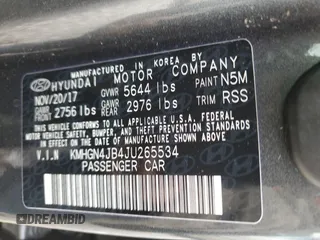 MANUFACTURED IN KOREA BY
HYUNDAI MOTOR COMPANY
NOV/20/17 GVWR 5644 lbs PAINT N5M
GAWR FRT 2756 lbs GAWR REAR 2976 lbs TRIM RSS
THIS VEHICLE CONFORMS TO ALL APPLICABLE U.S. FEDERAL
MOTOR VEHICLE SAFETY, BUMPER, AND THEFT PREVENTION
STANDARDS IN EFFECT ON THE DATE OF MANUFACTURE
SHOWN ABOVE.
V.I.N KMHGN4JB4JU265534
PASSENGER CAR
DREAMBID